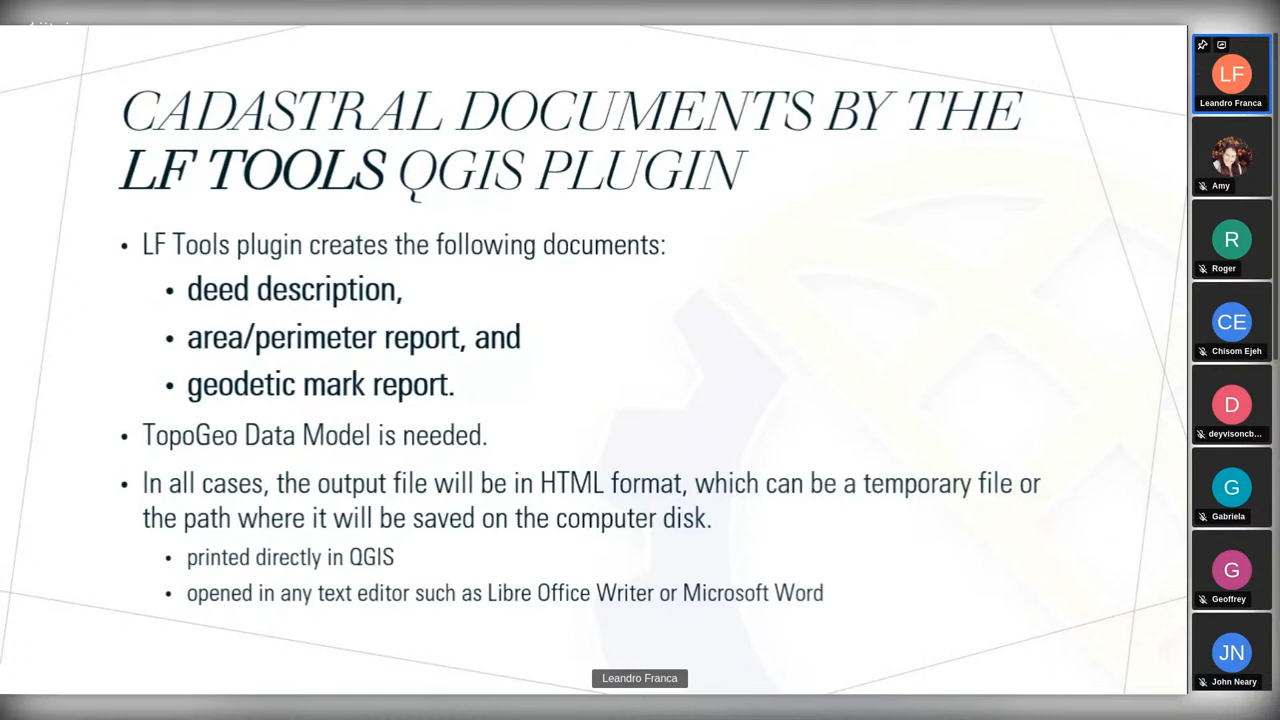 CADASTRAL DOCUMENTS BY THE
LF TOOLS QGIS PLUGIN
• LF Tools plugin creates the following documents:
• deed description,
• area/perimeter report, and
• geodetic mark report.
• TopoGeo Data Model is needed.
• In all cases, the output file will be in HTML format, which can be a temporary file or
the path where it will be saved on the computer disk.
• printed directly in QGIS
• opened in any text editor such as Libre Office Writer or Microsoft Word
Leandro Franca
LF
Leandro Franca
Amy
R
Roger
CE
Chisom Ejeh
D
deyvisoncb...
G
Gabriela
G
Geoffrey
JN
John Neary